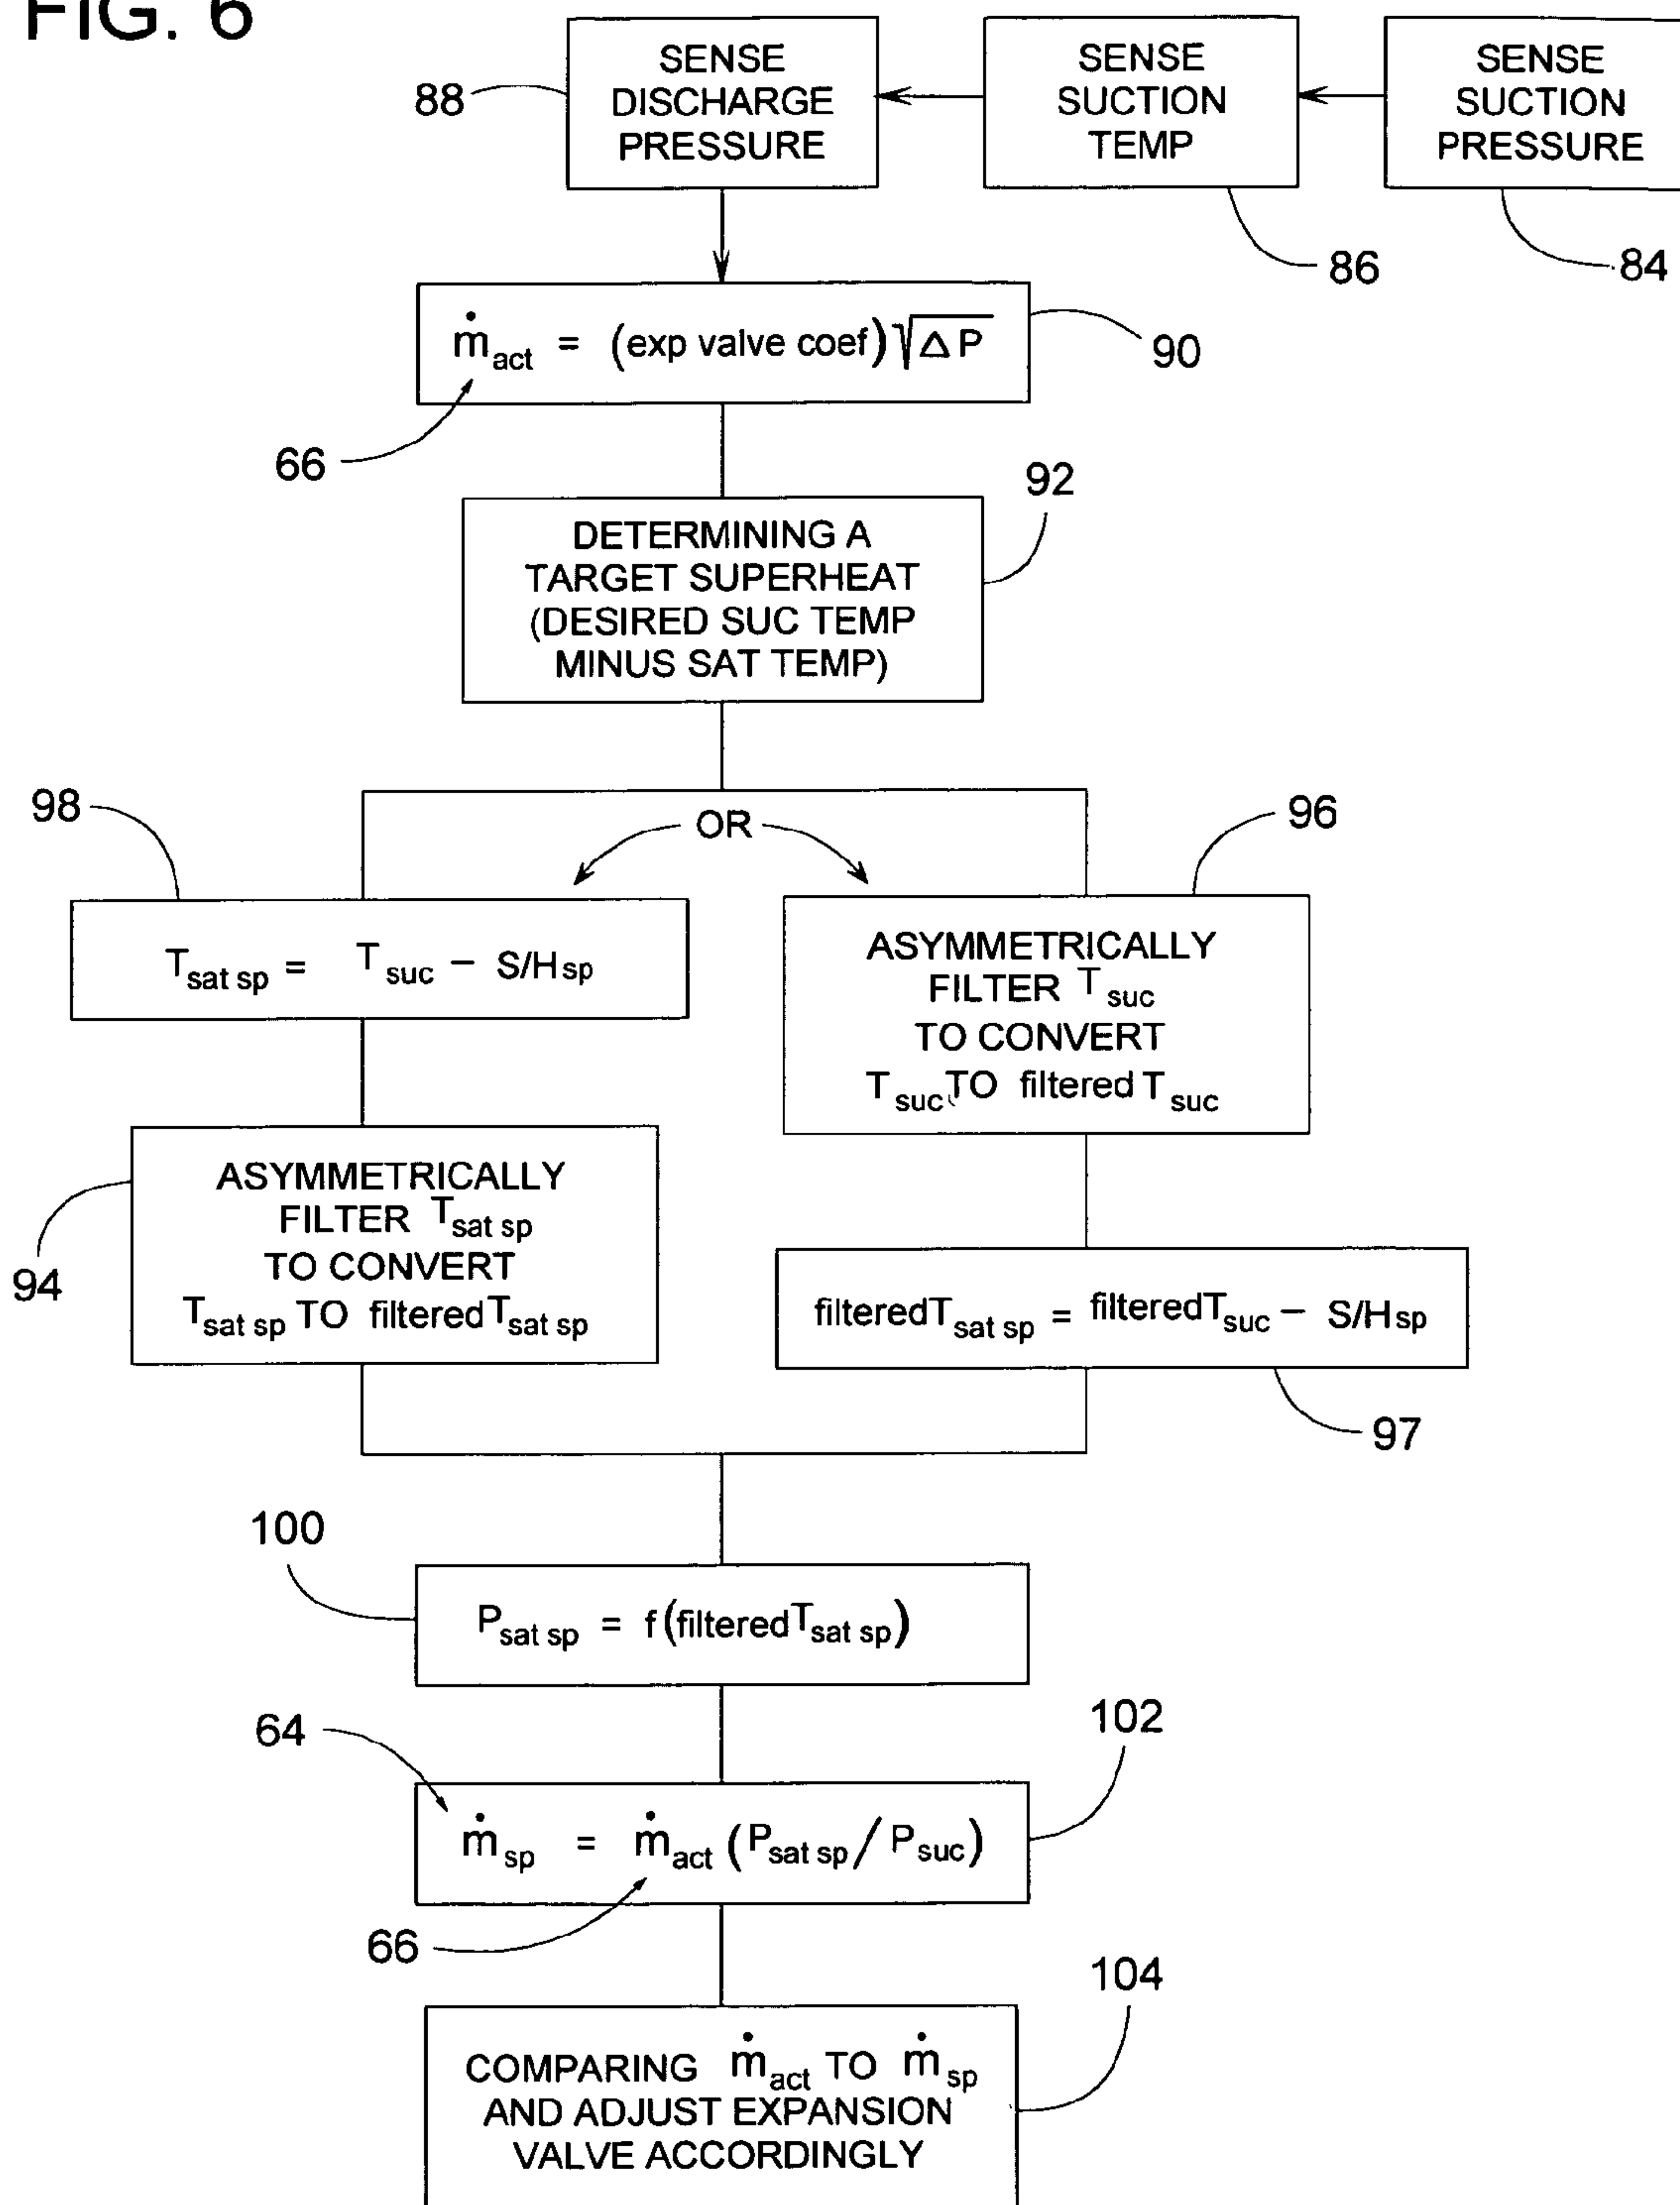 FIG. 6
SENSE
DISCHARGE
PRESSURE
88
SENSE
SUCTION
TEMP
86
SENSE
SUCTION
PRESSURE
84
ṁact = (exp valve coef)√ΔP
90
66
DETERMINING A
TARGET SUPERHEAT
(DESIRED SUC TEMP
MINUS SAT TEMP)
92
OR
98
Tsat sp = Tsuc – S/Hsp
96
ASYMMETRICALLY
FILTER Tsuc
TO CONVERT
Tsuc TO filtered Tsuc
94
ASYMMETRICALLY
FILTER Tsat sp
TO CONVERT
Tsat sp TO filteredTsat sp
filteredTsat sp = filteredTsuc – S/Hsp
97
100
Psat sp = f(filteredTsat sp)
64
102
ṁsp = ṁact (Psat sp/Psuc)
66
104
COMPARING ṁact TO ṁsp
AND ADJUST EXPANSION
VALVE ACCORDINGLY